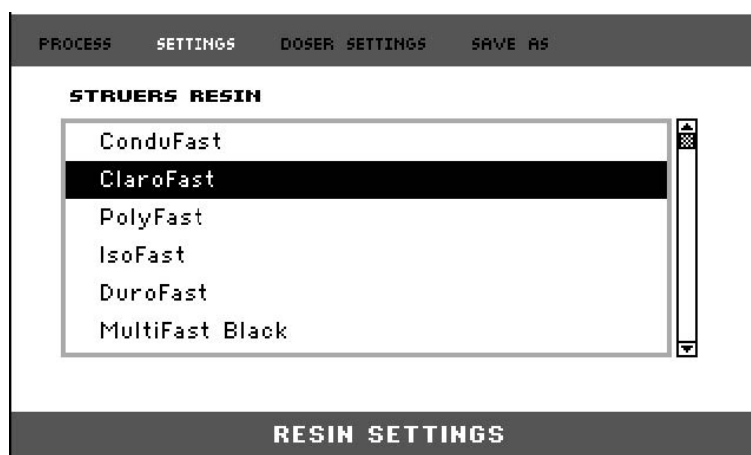 PROCESS SETTINGS DOSER SETTINGS SAVE AS
STRUERS RESIN
ConduFast
ClaroFast
PolyFast
IsoFast
DuroFast
MultiFast Black
RESIN SETTINGS